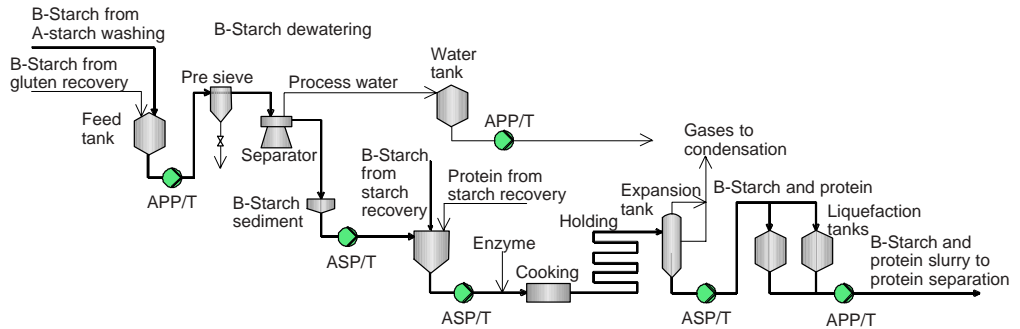 B-Starch from
A-starch washing
B-Starch dewatering
B-Starch from
gluten recovery
Pre sieve
Process water
Water
tank
Feed
tank
APP/T
Separator
Gases to
condensation
APP/T
B-Starch
from
starch
recovery
Protein from
starch recovery
Expansion
tank
B-Starch and protein
B-Starch
sediment
Holding
Liquefaction
tanks
ASP/T
Enzyme
Cooking
B-Starch and
protein slurry to
protein separation
ASP/T
ASP/T
APP/T